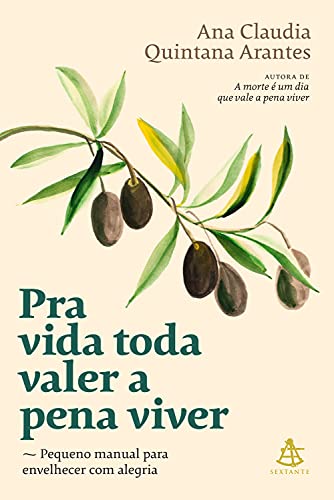 Ana Claudia
Quintana Arantes
AUTORA DE
A morte é um dia
que vale a pena viver
Pra
vida toda
valer a
pena viver
~ Pequeno manual para
envelhecer com alegria
SEXTANTE